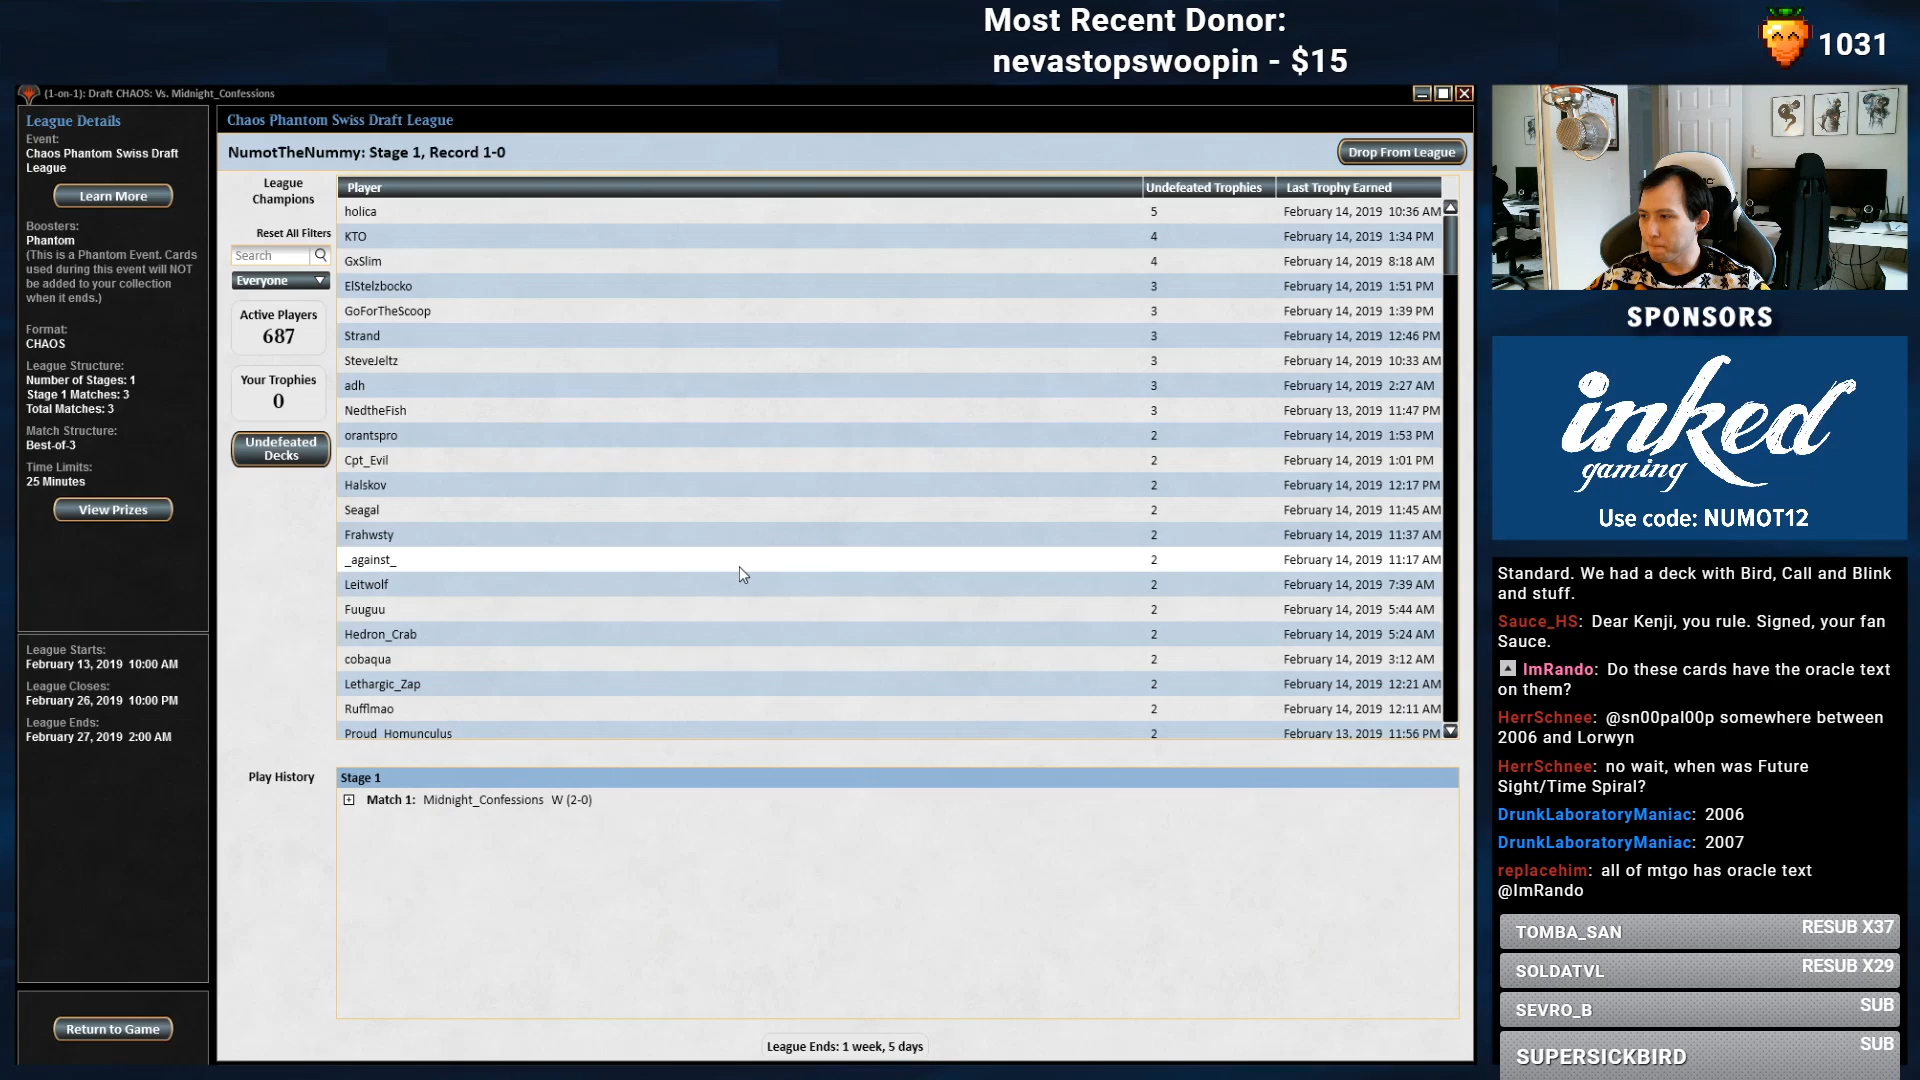 Most Recent Donor:
nevastopswoopin - $15
1031
(1-on-1): Draft CHAOS: Vs. Midnight_Confessions
League Details
Event:
Chaos Phantom Swiss Draft
League
Learn More
Boosters:
Phantom
(This is a Phantom Event. Cards
used during this event will NOT
be added to your collection
when it ends.)
Format:
CHAOS
League Structure:
Number of Stages: 1
Stage 1 Matches: 3
Total Matches: 3
Match Structure:
Best-of-3
Time Limits:
25 Minutes
View Prizes
League Starts:
February 13, 2019 10:00 AM
League Closes:
February 26, 2019 10:00 PM
League Ends:
February 27, 2019 2:00 AM
Return to Game
Chaos Phantom Swiss Draft League
NumotTheNummy: Stage 1, Record 1-0
Drop From League
League
Champions
Reset All Filters
Search
Everyone
Active Players
687
Your Trophies
0
Undefeated
Decks
Player Undefeated Trophies Last Trophy Earned
holica 5 February 14, 2019 10:36 AM
KTO 4 February 14, 2019 1:34 PM
GxSlim 4 February 14, 2019 8:18 AM
ElStelzbocko 3 February 14, 2019 1:51 PM
GoForTheScoop 3 February 14, 2019 1:39 PM
Strand 3 February 14, 2019 12:46 PM
SteveJeltz 3 February 14, 2019 10:33 AM
adh 3 February 14, 2019 2:27 AM
NedtheFish 3 February 13, 2019 11:47 PM
orantspro 2 February 14, 2019 1:53 PM
Cpt_Evil 2 February 14, 2019 1:01 PM
Halskov 2 February 14, 2019 12:17 PM
Seagal 2 February 14, 2019 11:45 AM
Frahwsty 2 February 14, 2019 11:37 AM
_against_ 2 February 14, 2019 11:17 AM
Leitwolf 2 February 14, 2019 7:39 AM
Fuuguu 2 February 14, 2019 5:44 AM
Hedron_Crab 2 February 14, 2019 5:24 AM
cobaqua 2 February 14, 2019 3:12 AM
Lethargic_Zap 2 February 14, 2019 12:21 AM
Rufflmao 2 February 14, 2019 12:11 AM
Proud_Homunculus 2 February 13, 2019 11:56 PM
Play History
Stage 1
Match 1: Midnight_Confessions W (2-0)
League Ends: 1 week, 5 days
SPONSORS
inked
gaming
Use code: NUMOT12
Standard. We had a deck with Bird, Call and Blink
and stuff.
Sauce_HS: Dear Kenji, you rule. Signed, your fan
Sauce.
ImRando: Do these cards have the oracle text
on them?
HerrSchnee: @sn00pal00p somewhere between
2006 and Lorwyn
HerrSchnee: no wait, when was Future
Sight/Time Spiral?
DrunkLaboratoryManiac: 2006
DrunkLaboratoryManiac: 2007
replacehim: all of mtgo has oracle text
@ImRando
TOMBA_SAN RESUB X37
SOLDATVL RESUB X29
SEVRO_B SUB
SUPERSICKBIRD SUB